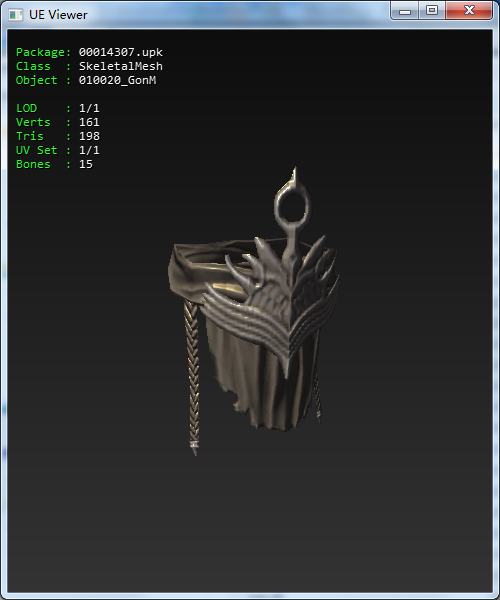 UE Viewer
Package: 00014307.upk
Class  : SkeletalMesh
Object : 010020_GonM
LOD    : 1/1
Verts  : 161
Tris   : 198
UV Set : 1/1
Bones  : 15